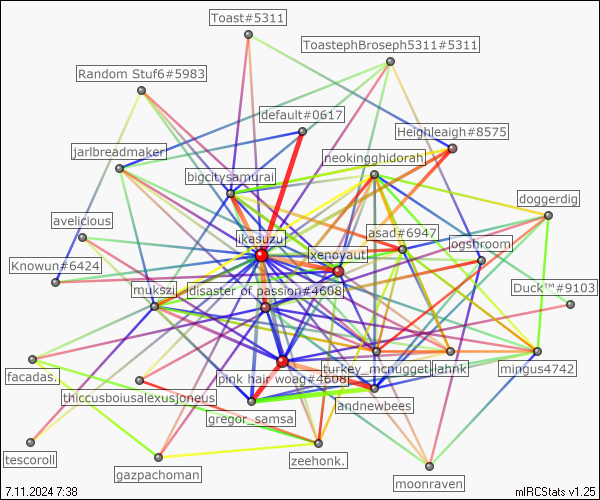 Toast#5311
ToastephBroseph5311#5311
Random Stuf6#5983
default#0617
Heighleaigh#8575
jarlbreadmaker
neokingghidorah
bigcitysamurai
doggerdig
avelicious
asad#6947
ikasuzu
ogshroom
xenoyaut
Knowun#6424
mukszi
disaster of passion#4608
Duck™#9103
facadas.
pink hair woag#4608
turkey_mcnugget
mingus4742
thiccusboiusalexusjoneus
andnewbees
gregor_samsa
tescoroll
gazpachoman
zeehonk.
moonraven
7.11.2024 7:38
mIRCStats v1.25